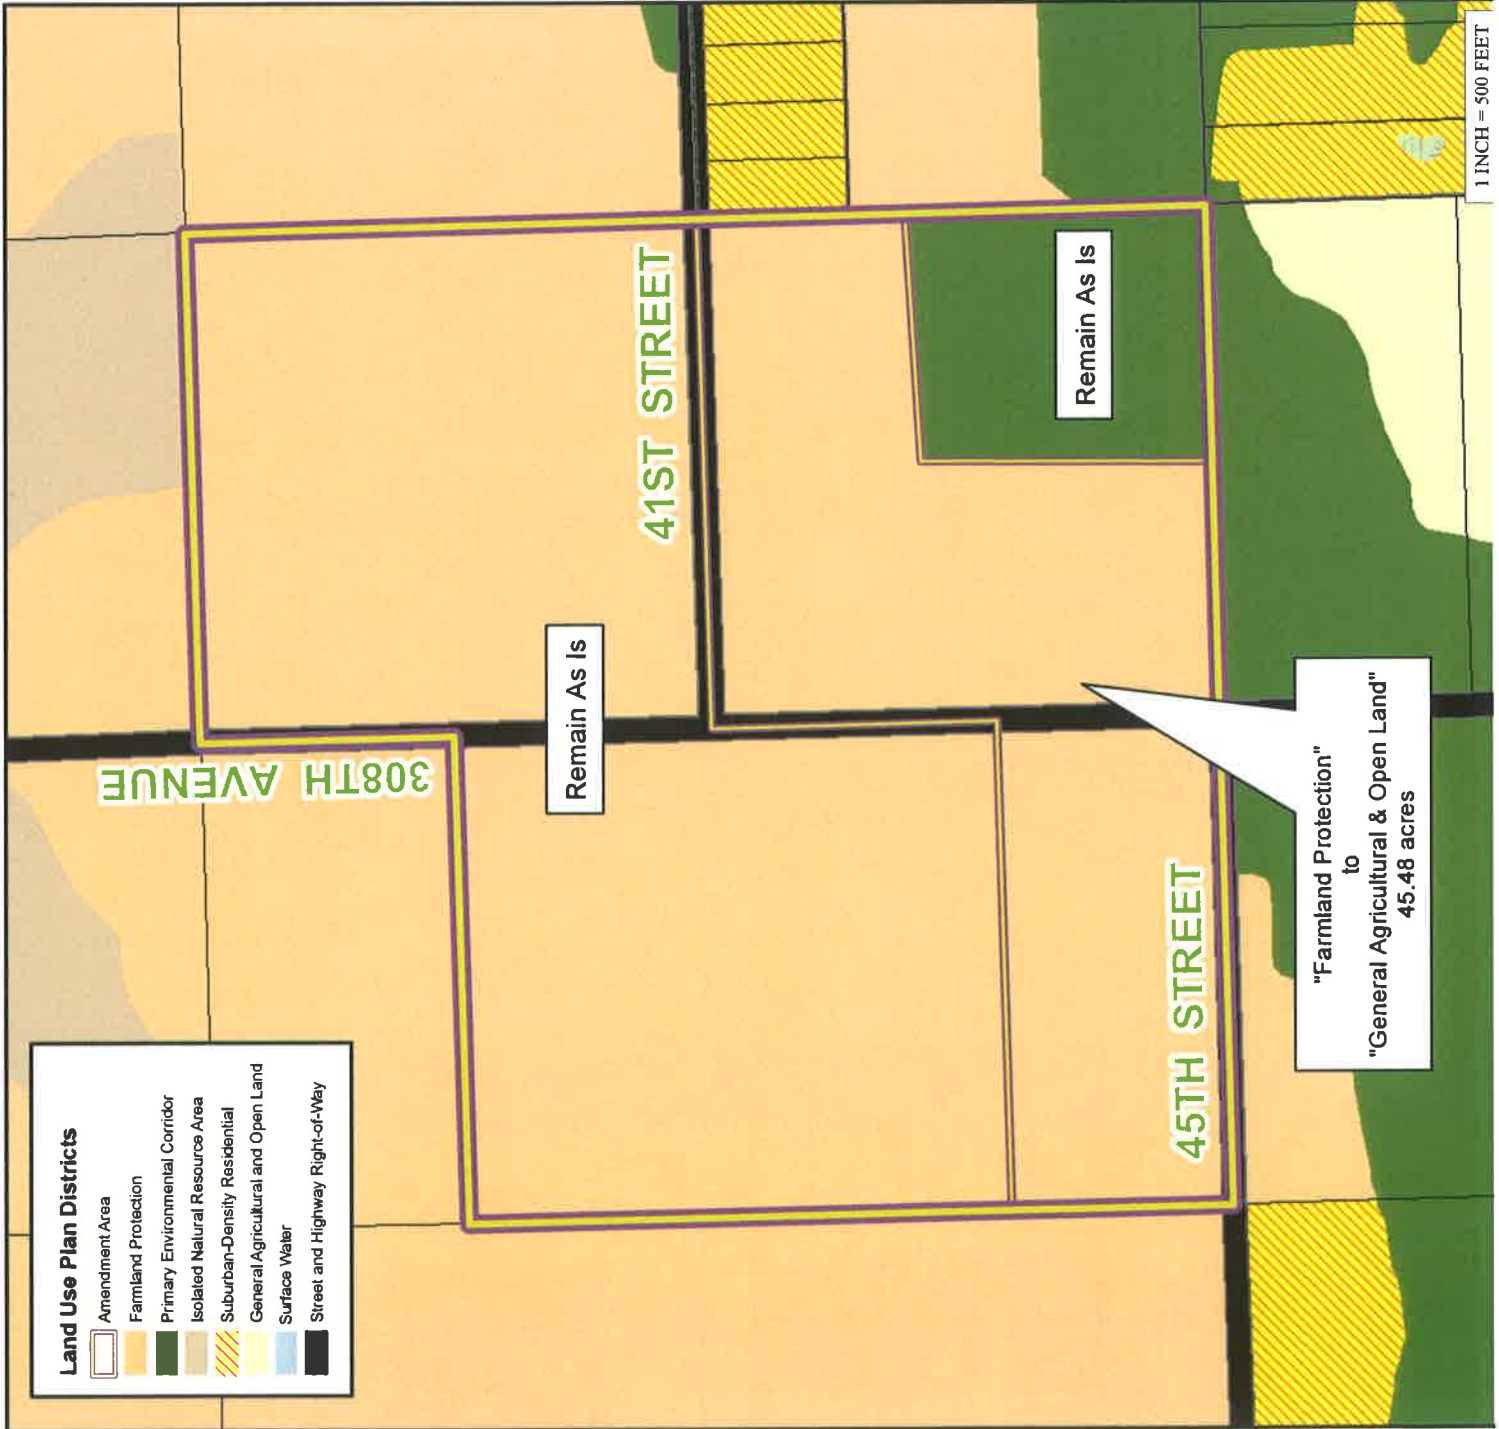 Land Use Plan Districts
Amendment Area
Farmland Protection
Primary Environmental Corridor
Isolated Natural Resource Area
Suburban-Density Residential
General Agricultural and Open Land
Surface Water
Street and Highway Right-of-Way
308TH AVENUE
41ST STREET
45TH STREET
Remain As Is
Remain As Is
"Farmland Protection"
to
"General Agricultural & Open Land"
45.48 acres
1 INCH = 500 FEET